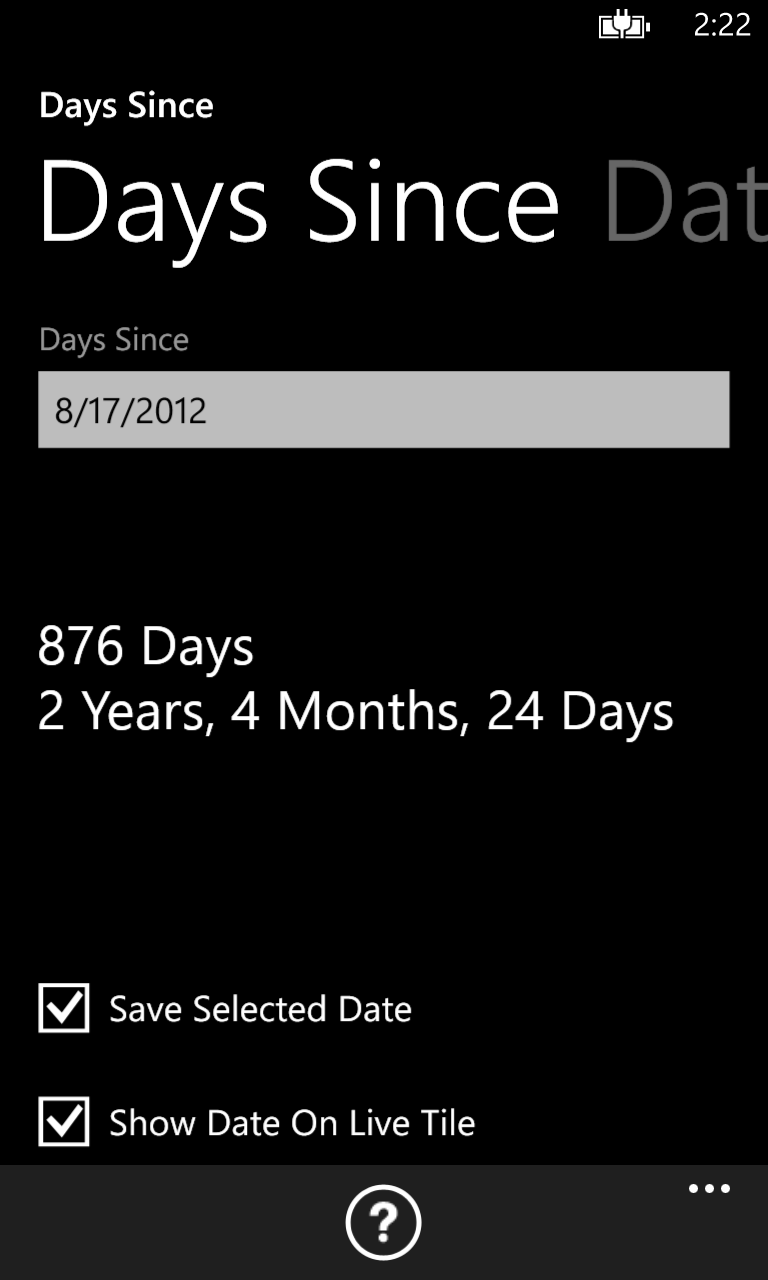 2:22
Days Since
Days Since Dat
Days Since
8/17/2012
876 Days
2 Years, 4 Months, 24 Days
Save Selected Date
Show Date On Live Tile
?